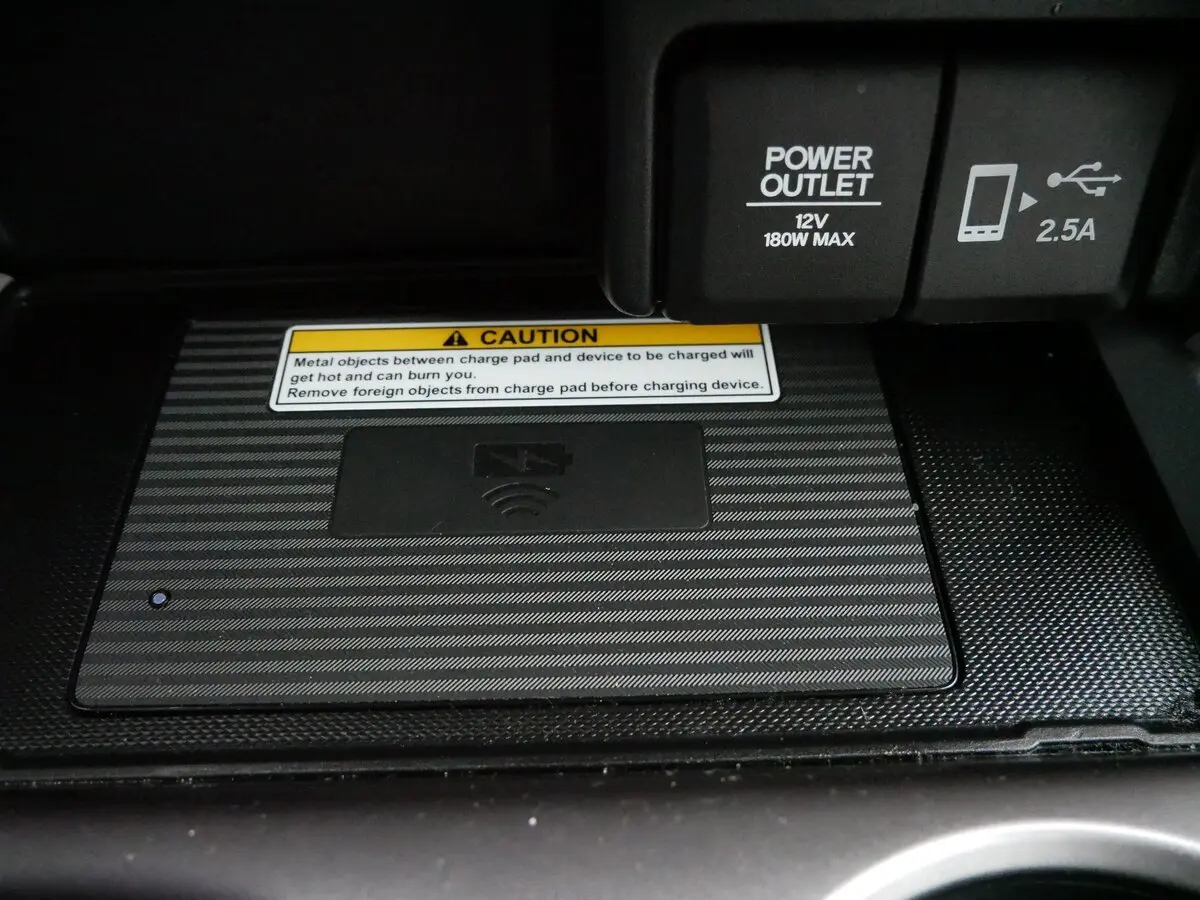 POWER
OUTLET
12V
180W MAX
2.5A
CAUTION
Metal objects between charge pad and device to be charged will
get hot and can burn you.
Remove foreign objects from charge pad before charging device.